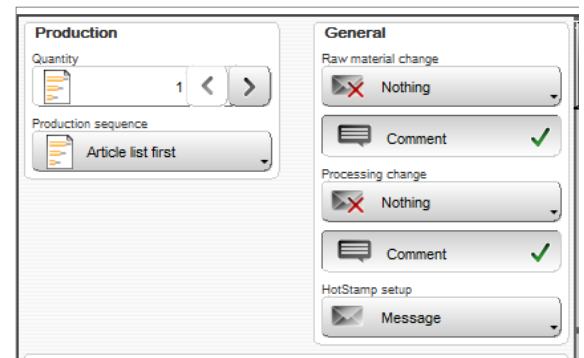 Production
Quantity
1
Production sequence
Article list first
General
Raw material change
Nothing
Comment
Processing change
Nothing
Comment
HotStamp setup
Message